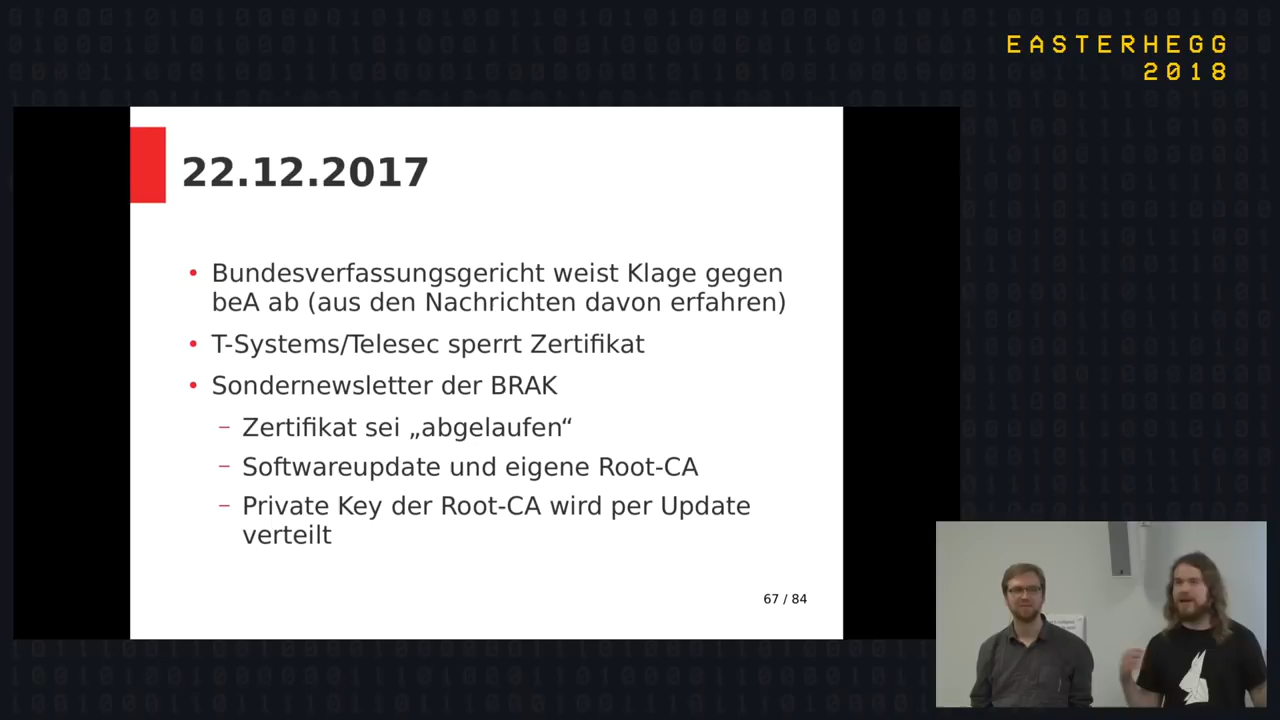 EASTERHEGG
2018
22.12.2017
• Bundesverfassungsgericht weist Klage gegen
beA ab (aus den Nachrichten davon erfahren)
• T-Systems/Telesec sperrt Zertifikat
• Sondernewsletter der BRAK
– Zertifikat sei „abgelaufen“
– Softwareupdate und eigene Root-CA
– Private Key der Root-CA wird per Update
verteilt
67 / 84